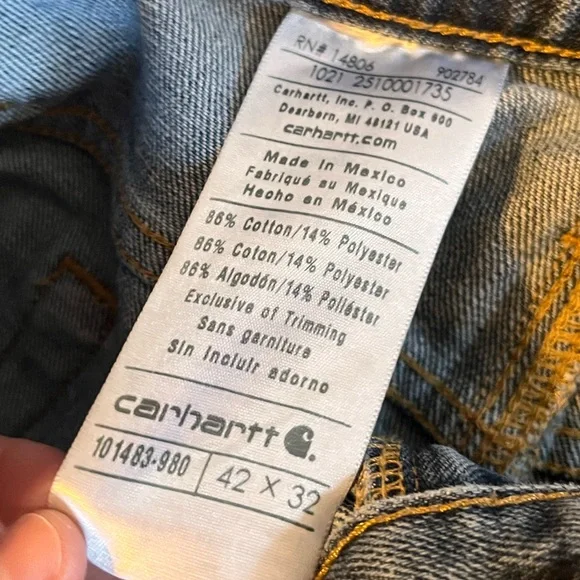 RN# 14806 902784
1021 2510001735
Carhartt, Inc. P. O. Box 600
Dearborn, MI 48121 USA
carhartt.com
Made in Mexico
Fabriqué au Mexique
Hecho en México
86% Cotton/14% Polyester
86% Coton/14% Polyester
86% Algodón/14% Poliéster
Exclusive of Trimming
Sans garniture
Sin Incluir adorno
carhartt
101483-980 42 X 32